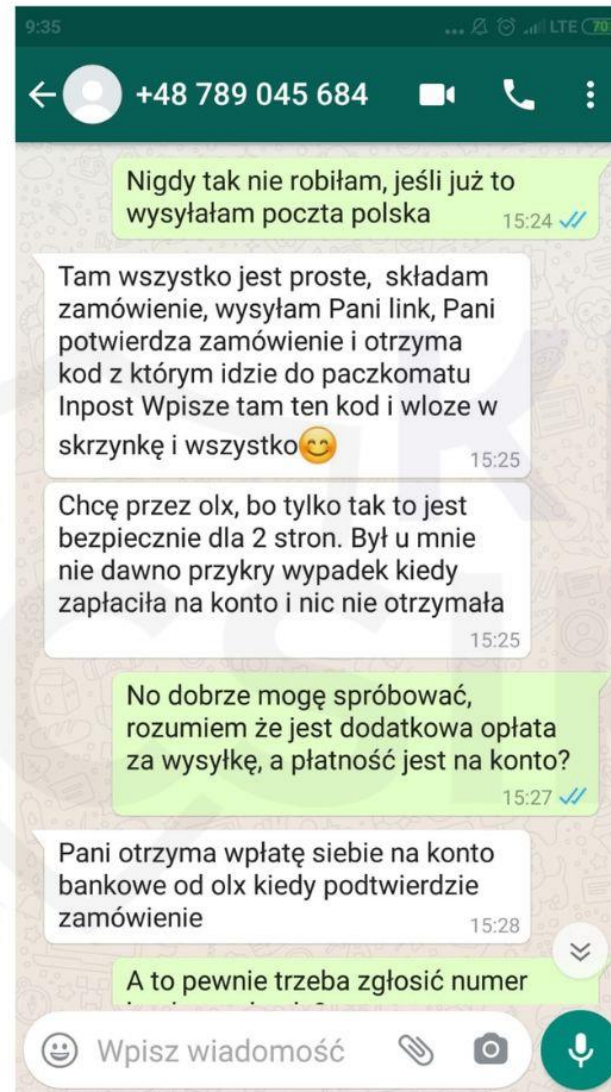 9:35
... LTE 70
+48 789 045 684
Nigdy tak nie robiłam, jeśli już to
wysyłałam poczta polska
15:24
Tam wszystko jest proste, składam
zamówienie, wysyłam Pani link, Pani
potwierdza zamówienie i otrzyma
kod z którym idzie do paczkomatu
Inpost Wpisze tam ten kod i wloze w
skrzynkę i wszystko😊
15:25
Chcę przez olx, bo tylko tak to jest
bezpiecznie dla 2 stron. Był u mnie
nie dawno przykry wypadek kiedy
zapłaciła na konto i nic nie otrzymała
15:25
No dobrze mogę spróbować,
rozumiem że jest dodatkowa opłata
za wysyłkę, a płatność jest na konto?
15:27
Pani otrzyma wpłatę siebie na konto
bankowe od olx kiedy podtwierdzie
zamówienie
15:28
A to pewnie trzeba zgłosić numer
Wpisz wiadomość